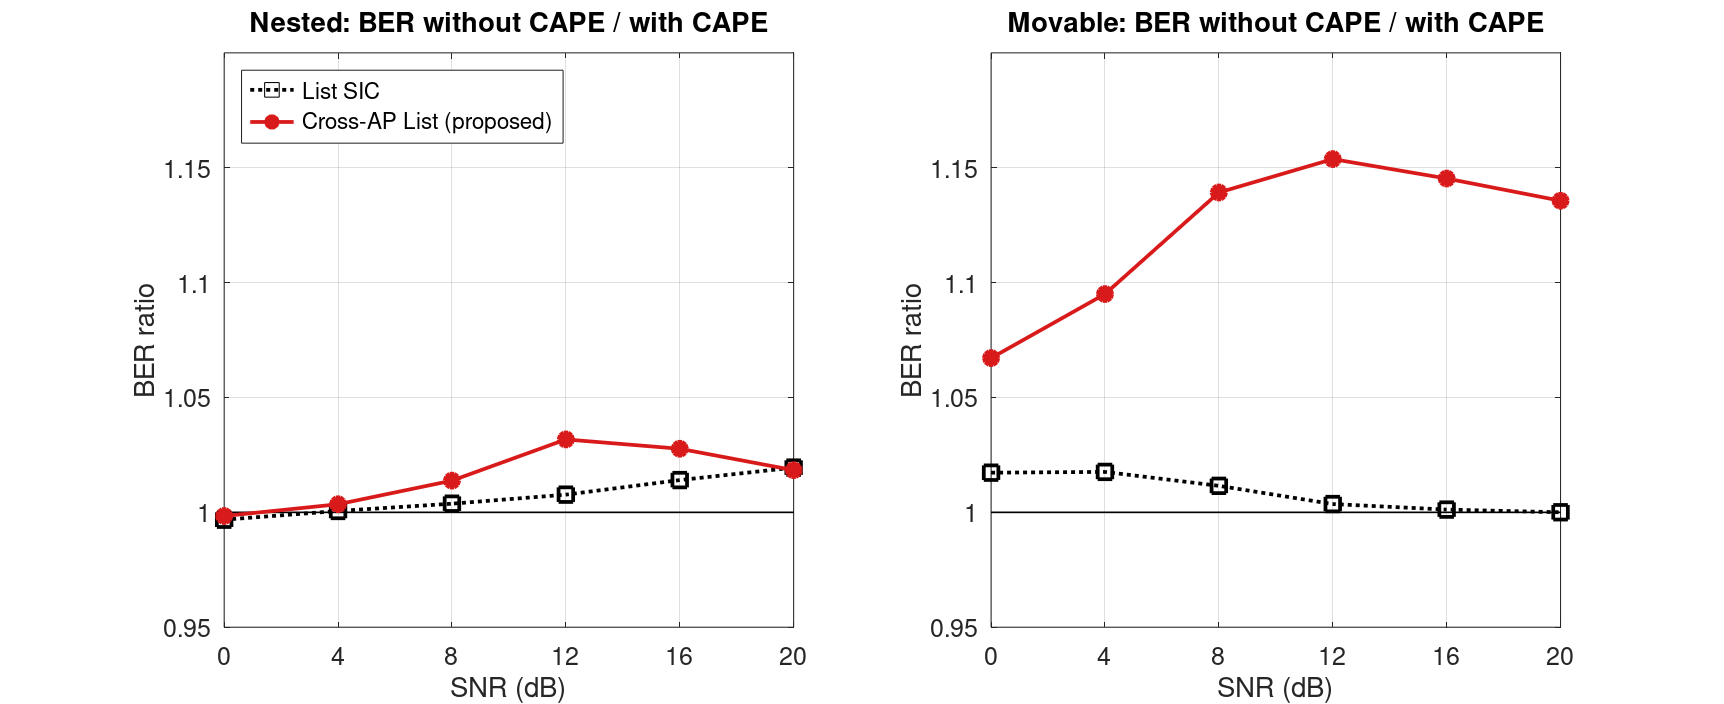 Nested: BER without CAPE / with CAPE
List SIC
Cross-AP List (proposed)
1.15
1.1
1.05
1
0.95
BER ratio
0 4 8 12 16 20
SNR (dB)
Movable: BER without CAPE / with CAPE
1.15
1.1
1.05
1
0.95
BER ratio
0 4 8 12 16 20
SNR (dB)